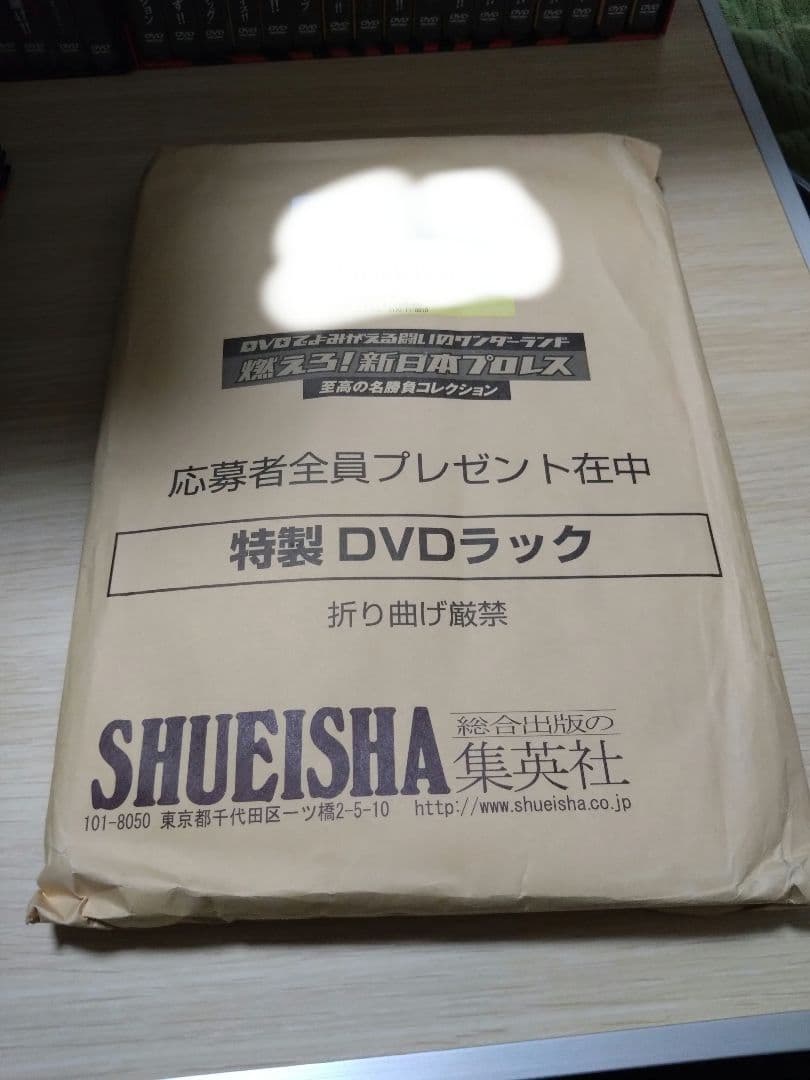 DVDでよみがえる闘いのワンダーランド
燃えろ!新日本プロレス
至高の名勝負コレクション
応募者全員プレゼント在中
特製 DVDラック
折り曲げ厳禁
SHUEISHA
総合出版の
集英社
101-8050 東京都千代田区一ツ橋2-5-10 http://www.shueisha.co.jp